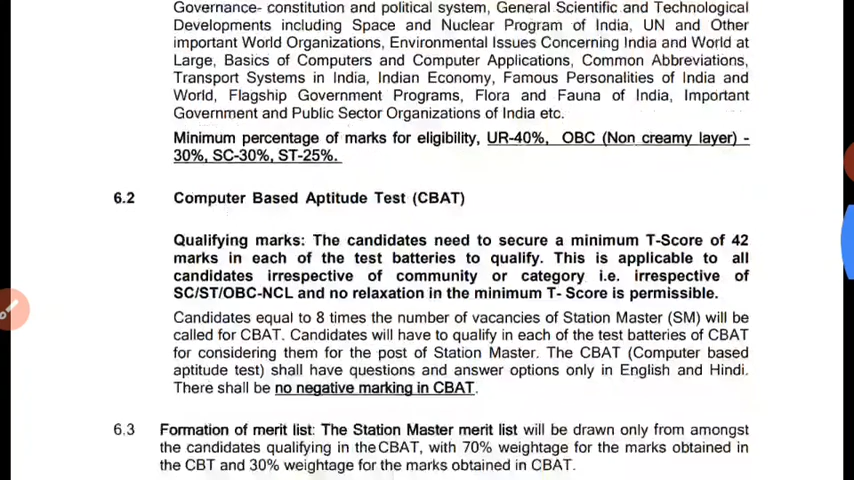 Governance- constitution and political system, General Scientific and Technological
Developments including Space and Nuclear Program of India, UN and Other
important World Organizations, Environmental Issues Concerning India and World at
Large, Basics of Computers and Computer Applications, Common Abbreviations,
Transport Systems in India, Indian Economy, Famous Personalities of India and
World, Flagship Government Programs, Flora and Fauna of India, Important
Government and Public Sector Organizations of India etc.
Minimum percentage of marks for eligibility, UR-40%, OBC (Non creamy layer) -
30%, SC-30%, ST-25%.
6.2 Computer Based Aptitude Test (CBAT)
Qualifying marks: The candidates need to secure a minimum T-Score of 42
marks in each of the test batteries to qualify. This is applicable to all
candidates irrespective of community or category i.e. irrespective of
SC/ST/OBC-NCL and no relaxation in the minimum T- Score is permissible.
Candidates equal to 8 times the number of vacancies of Station Master (SM) will be
called for CBAT. Candidates will have to qualify in each of the test batteries of CBAT
for considering them for the post of Station Master. The CBAT (Computer based
aptitude test) shall have questions and answer options only in English and Hindi.
There shall be no negative marking in CBAT.
6.3 Formation of merit list: The Station Master merit list will be drawn only from amongst
the candidates qualifying in the CBAT, with 70% weightage for the marks obtained in
the CBT and 30% weightage for the marks obtained in CBAT.